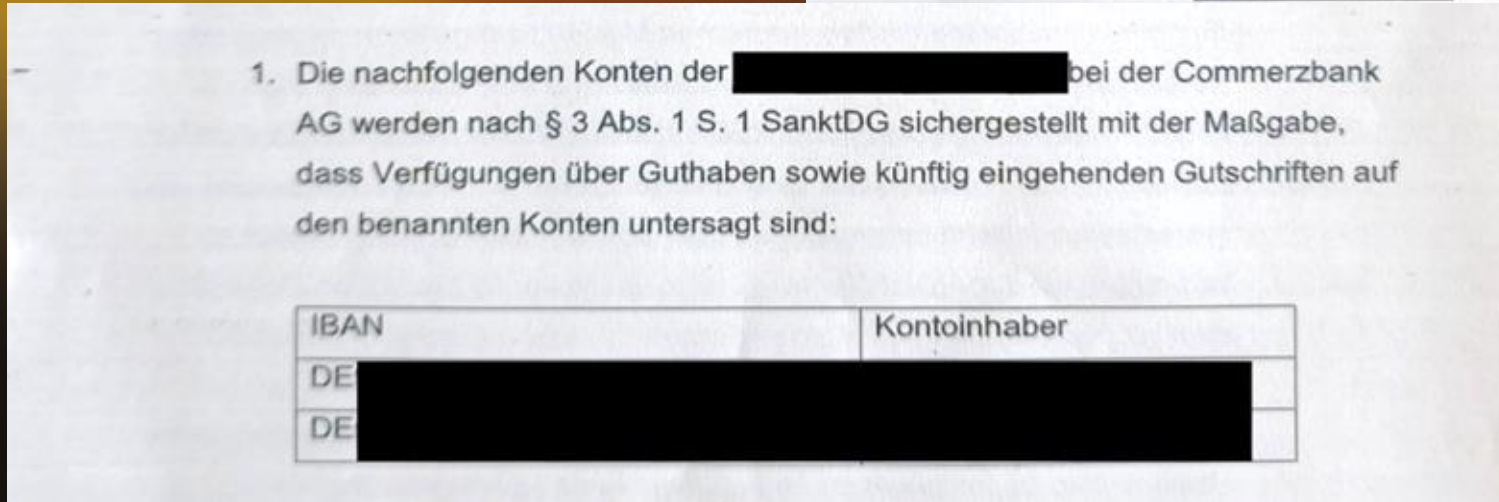 1. Die nachfolgenden Konten der bei der Commerzbank
AG werden nach § 3 Abs. 1 S. 1 SanktDG sichergestellt mit der Maßgabe,
dass Verfügungen über Guthaben sowie künftig eingehenden Gutschriften auf
den benannten Konten untersagt sind:
IBAN Kontoinhaber
DE
DE